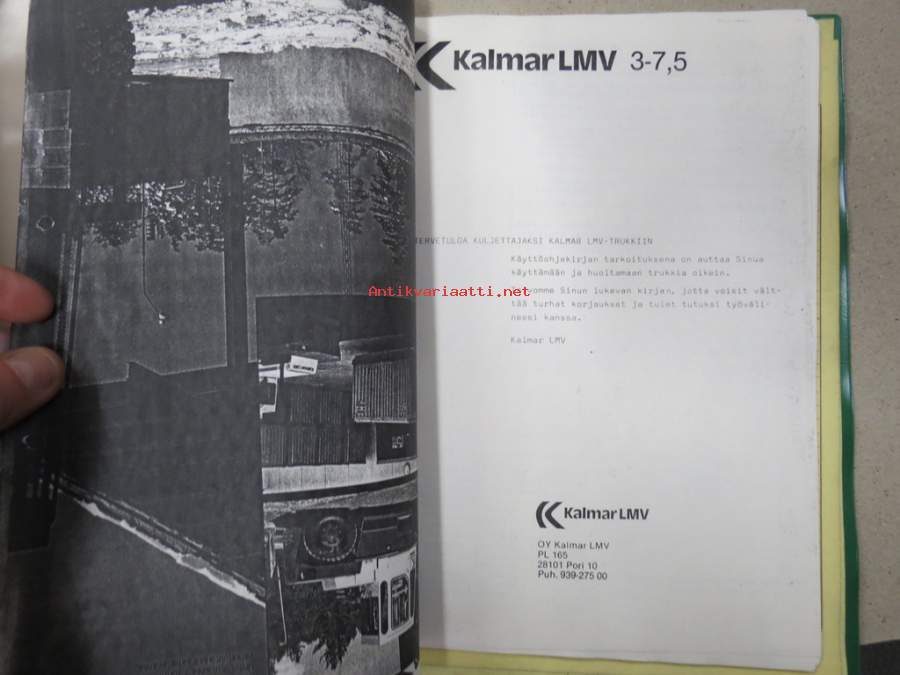 Kalmar LMV 3-7,5
TERVETULOA KULJETTAJAKSI KALMAR LMV-TRUKKIIN
Käyttöohjekirjan tarkoituksena on auttaa Sinua
käyttämään ja huoltamaan trukkia oikein.
Sinun lukevan kirjan, jotta voisit vält-
tää turhat korjaukset ja tulet tutuksi työväli-
neesi kanssa.
Kalmar LMV
Antikvariaatti.net
Kalmar LMV
OY Kalmar LMV
PL 165
28101 Pori 10
Puh. 939-275 00